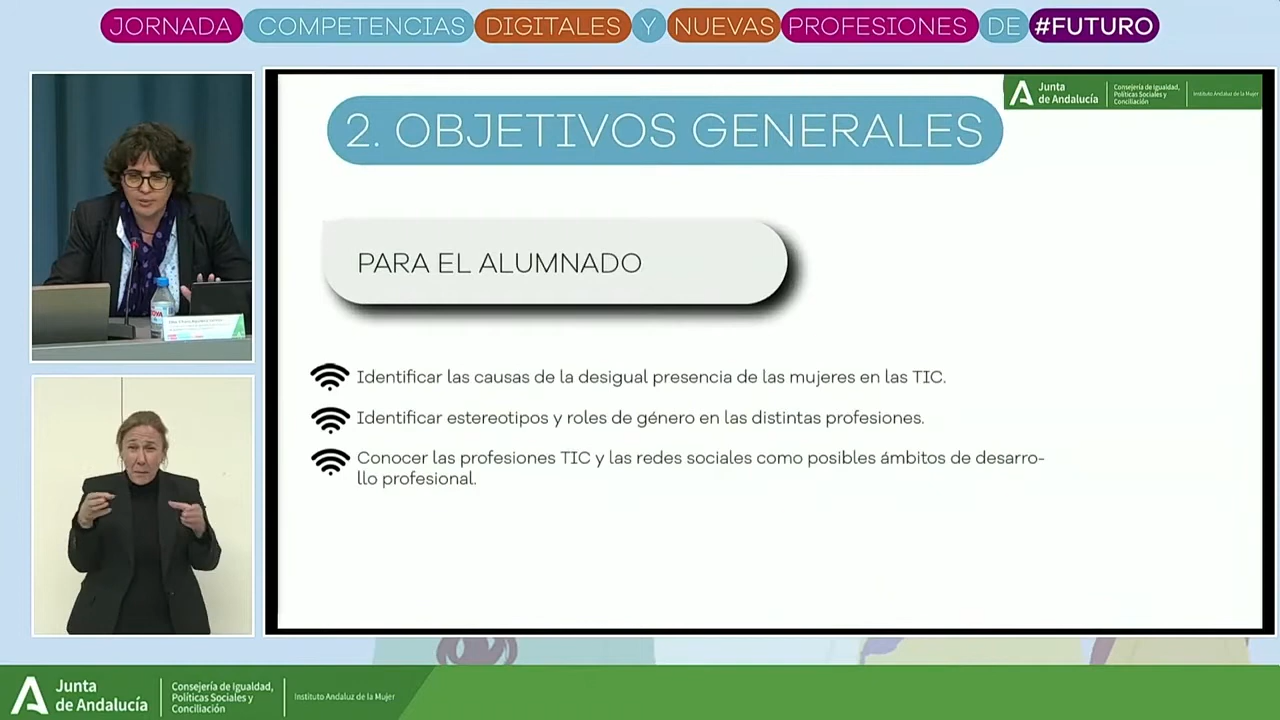 JORNADA COMPETENCIAS DIGITALES Y NUEVAS PROFESIONES DE #FUTURO
Junta
de Andalucía
Consejería de Igualdad,
Políticas Sociales y
Conciliación
Instituto Andaluz de la Mujer
2. OBJETIVOS GENERALES
PARA EL ALUMNADO
Identificar las causas de la desigual presencia de las mujeres en las TIC.
Identificar estereotipos y roles de género en las distintas profesiones.
Conocer las profesiones TIC y las redes sociales como posibles ámbitos de desarro-
llo profesional.
Junta
de Andalucía
Consejería de Igualdad,
Políticas Sociales y
Conciliación
Instituto Andaluz de la Mujer